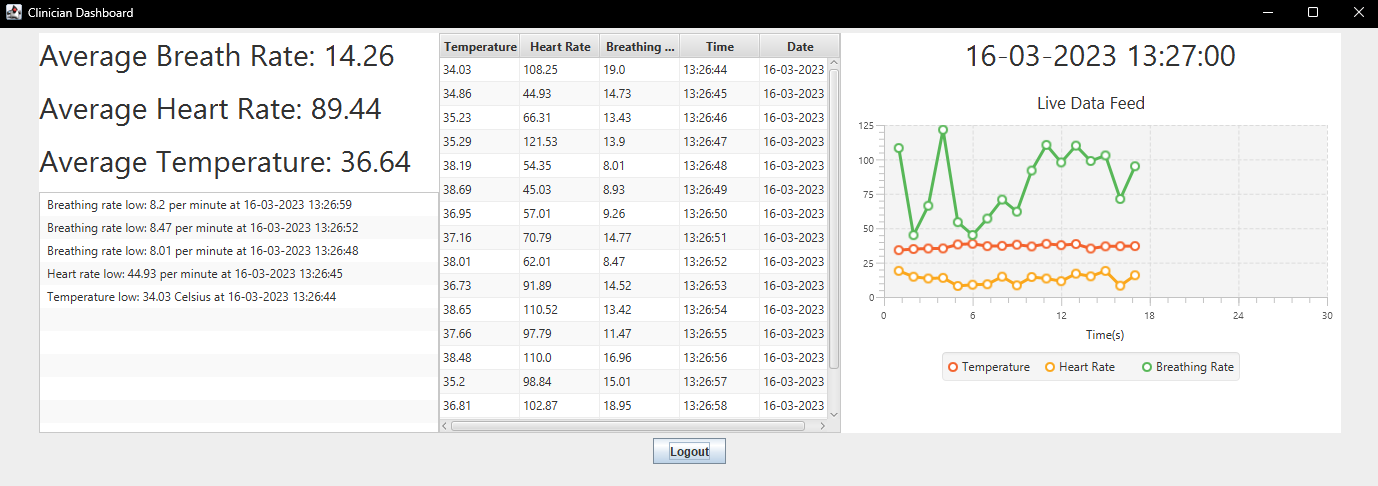 Clinician Dashboard
Average Breath Rate: 14.26
Average Heart Rate: 89.44
Average Temperature: 36.64
Breathing rate low: 8.2 per minute at 16-03-2023 13:26:59
Breathing rate low: 8.47 per minute at 16-03-2023 13:26:52
Breathing rate low: 8.01 per minute at 16-03-2023 13:26:48
Heart rate low: 44.93 per minute at 16-03-2023 13:26:45
Temperature low: 34.03 Celsius at 16-03-2023 13:26:44
Temperature Heart Rate Breathing ... Time Date
34.03 108.25 19.0 13:26:44 16-03-2023
34.86 44.93 14.73 13:26:45 16-03-2023
35.23 66.31 13.43 13:26:46 16-03-2023
35.29 121.53 13.9 13:26:47 16-03-2023
38.19 54.35 8.01 13:26:48 16-03-2023
38.69 45.03 8.93 13:26:49 16-03-2023
36.95 57.01 9.26 13:26:50 16-03-2023
37.16 70.79 14.77 13:26:51 16-03-2023
38.01 62.01 8.47 13:26:52 16-03-2023
36.73 91.89 14.52 13:26:53 16-03-2023
38.65 110.52 13.42 13:26:54 16-03-2023
37.66 97.79 11.47 13:26:55 16-03-2023
38.48 110.0 16.96 13:26:56 16-03-2023
35.2 98.84 15.01 13:26:57 16-03-2023
36.81 102.87 18.95 13:26:58 16-03-2023
16-03-2023 13:27:00
Live Data Feed
125
100
75
50
25
0
0 6 12 18 24 30
Time(s)
Temperature Heart Rate Breathing Rate
Logout